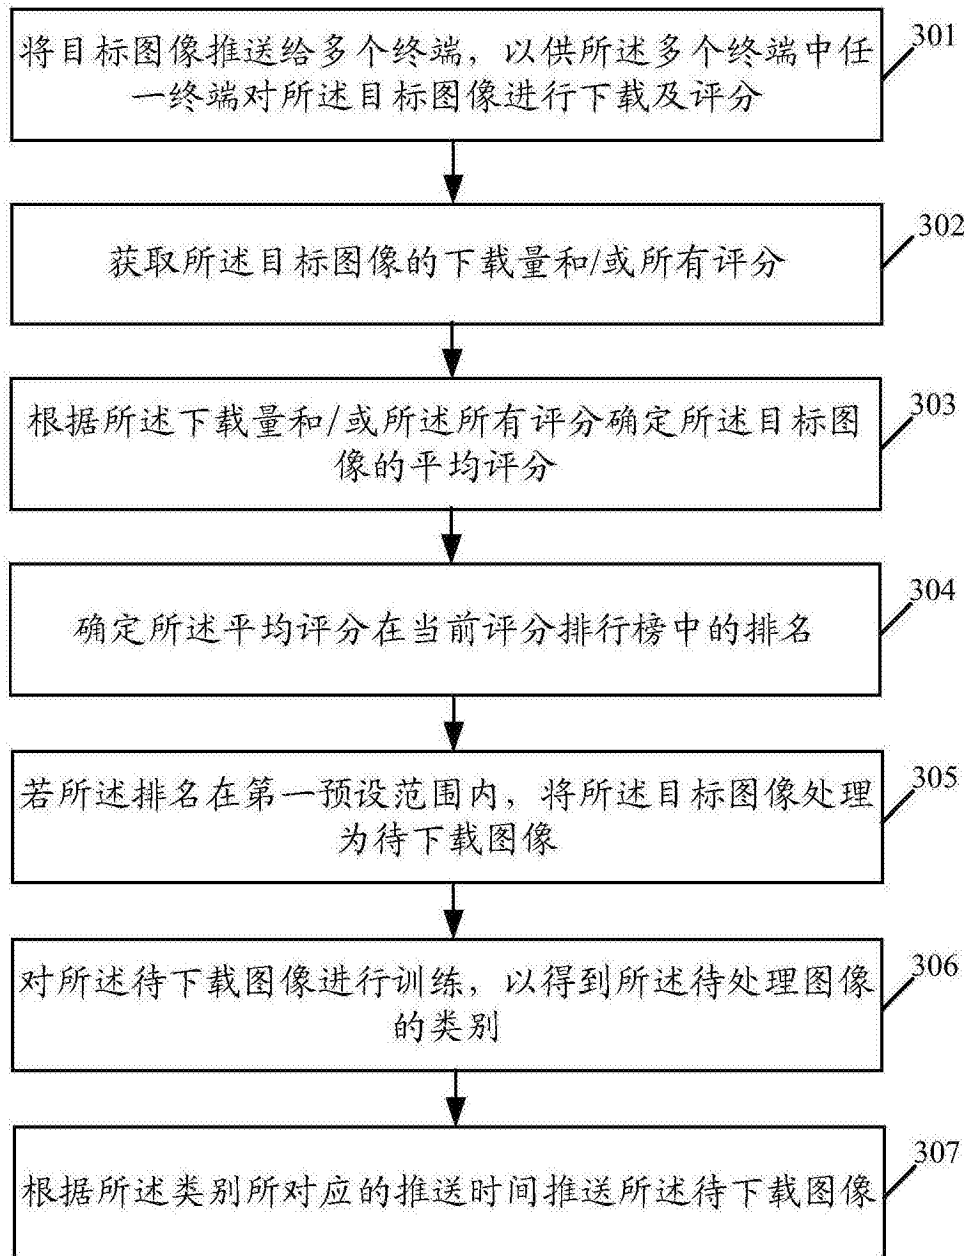 将目标图像推送给多个终端，以供所述多个终端中任
一终端对所述目标图像进行下载及评分
301
获取所述目标图像的下载量和/或所有评分
302
根据所述下载量和/或所述所有评分确定所述目标图
像的平均评分
303
确定所述平均评分在当前评分排行榜中的排名
304
若所述排名在第一预设范围内，将所述目标图像处理
为待下载图像
305
对所述待下载图像进行训练，以得到所述待处理图像
的类别
306
根据所述类别所对应的推送时间推送所述待下载图像
307